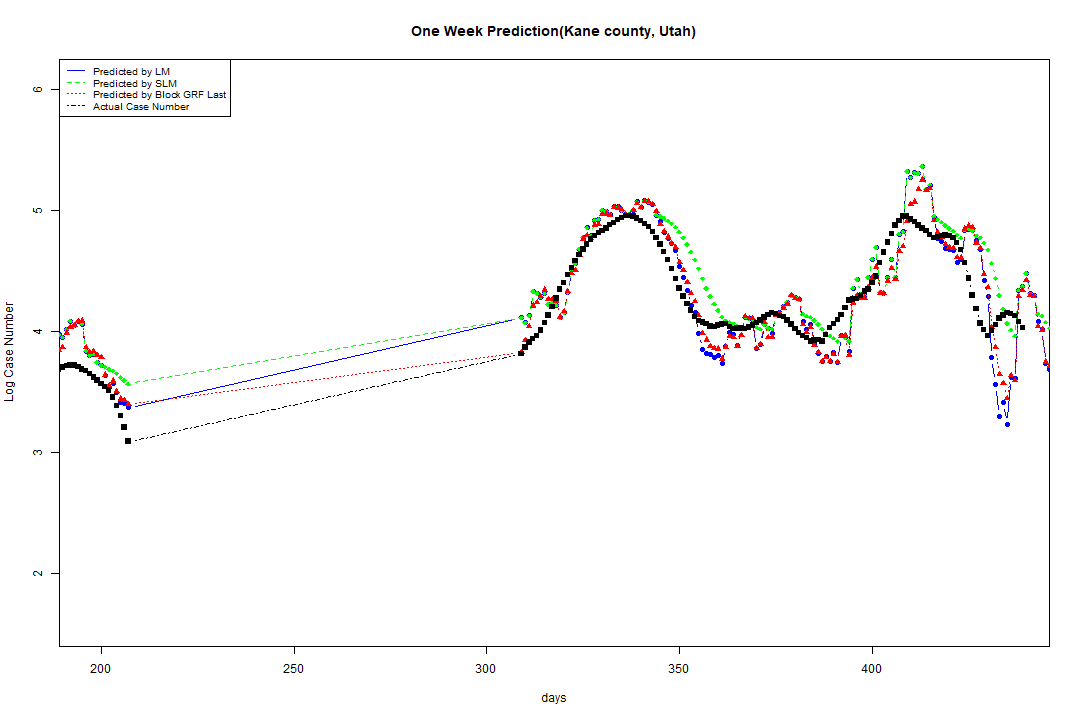 One Week Prediction(Kane county, Utah)
Predicted by LM
Predicted by SLM
Predicted by Block GRF Last
Actual Case Number
6
5
4
3
2
Log Case Number
200 250 300 350 400
days